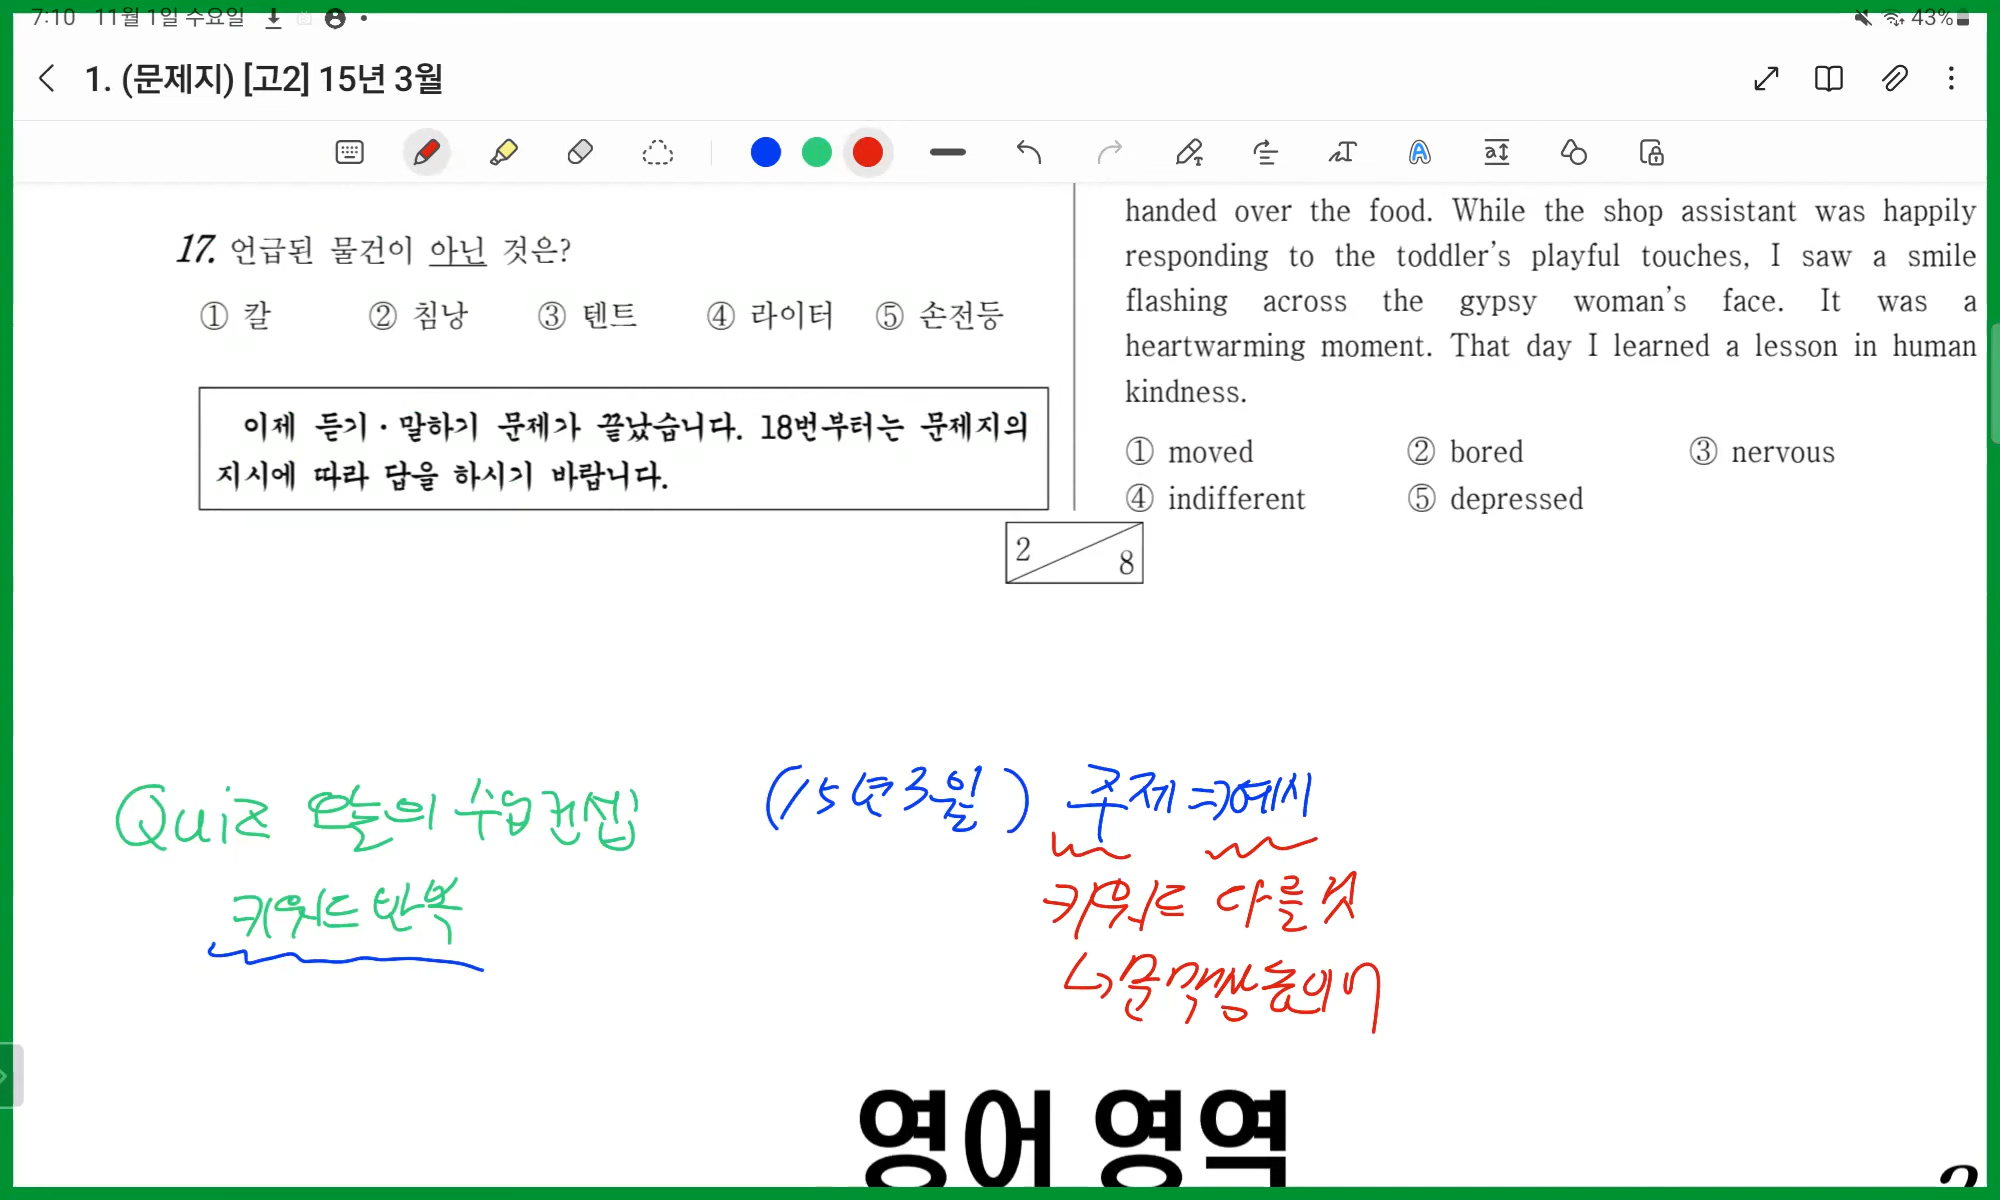 7:10 11월 1일 수요일
43%
1. (문제지) [고2] 15년 3월
17. 언급된 물건이 아닌 것은?
① 칼 ② 침낭 ③ 텐트 ④ 라이터 ⑤ 손전등
이제 듣기·말하기 문제가 끝났습니다. 18번부터는 문제지의
지시에 따라 답을 하시기 바랍니다.
handed over the food. While the shop assistant was happily
responding to the toddler's playful touches, I saw a smile
flashing across the gypsy woman's face. It was a
heartwarming moment. That day I learned a lesson in human
kindness.
① moved ② bored ③ nervous
④ indifferent ⑤ depressed
2 8
Quiz 오늘의 수업컨셉
키워드 반복
(15년 3월) 주제 => 예시
키워드 다를 것
↳ 문맥상 동의어
영어 영역